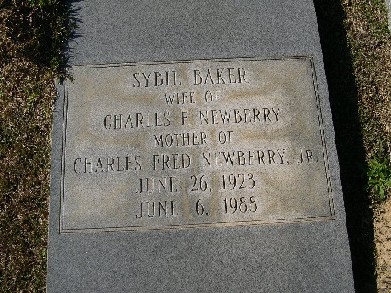 SYBIL BAKER
WIFE OF
CHARLES F NEWBERRY
MOTHER OF
CHARLES FRED NEWBERRY, JR.
JUNE 26, 1923
JUNE 6, 1985